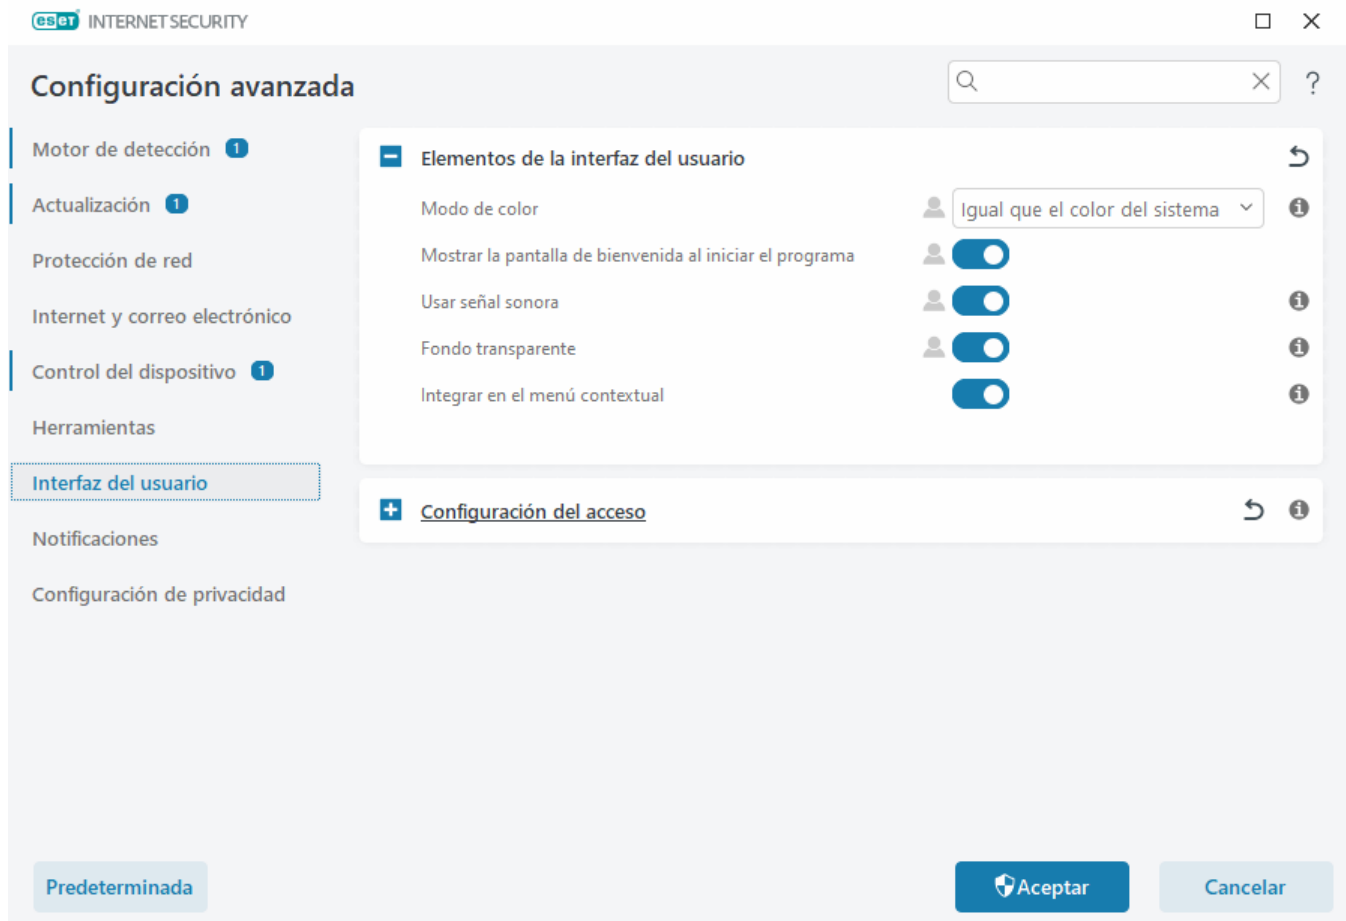 eset INTERNET SECURITY
Configuración avanzada
?
Motor de detección 1
Actualización 1
Protección de red
Internet y correo electrónico
Control del dispositivo 1
Herramientas
Interfaz del usuario
Notificaciones
Configuración de privacidad
Elementos de la interfaz del usuario
Modo de color
Igual que el color del sistema
Mostrar la pantalla de bienvenida al iniciar el programa
Usar señal sonora
Fondo transparente
Integrar en el menú contextual
Configuración del acceso
Predeterminada
Aceptar
Cancelar